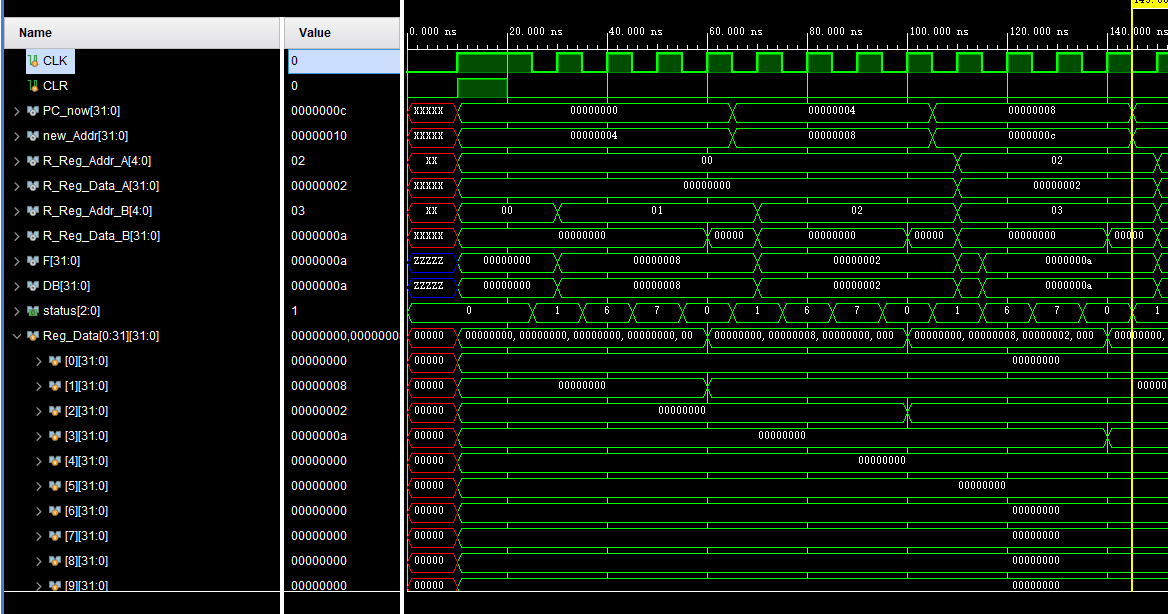 145.00
Name Value
0.000 ns 20.000 ns 40.000 ns 60.000 ns 80.000 ns 100.000 ns 120.000 ns 140.000 ns
CLK 0
CLR 0
PC_now[31:0] 0000000c XXXXX 00000000 00000004 00000008
new_Addr[31:0] 00000010 XXXXX 00000004 00000008 0000000c
R_Reg_Addr_A[4:0] 02 XX 00 02
R_Reg_Data_A[31:0] 00000002 XXXXX 00000000 00000002
R_Reg_Addr_B[4:0] 03 XX 00 01 02 03
R_Reg_Data_B[31:0] 0000000a XXXXX 00000000 00000 00000000 00000 00000000 00000
F[31:0] 0000000a ZZZZZ 00000000 00000008 00000002 0000000a
DB[31:0] 0000000a ZZZZZ 00000000 00000008 00000002 0000000a
status[2:0] 1 0 1 6 7 0 1 6 7 0 1 6 7 0 1
Reg_Data[0:31][31:0] 00000000,0000000 00000 00000000,00000000,00000000,00000000,00 00000000,00000008,00000000,000 00000000,00000008,00000002,000 00000000,
[0][31:0] 00000000 00000 00000000
[1][31:0] 00000008 00000 00000000 00000
[2][31:0] 00000002 00000 00000000
[3][31:0] 0000000a 00000 00000000
[4][31:0] 00000000 00000 00000000
[5][31:0] 00000000 00000 00000000
[6][31:0] 00000000 00000 00000000
[7][31:0] 00000000 00000 00000000
[8][31:0] 00000000 00000 00000000
[9][31:0] 00000000 00000 00000000